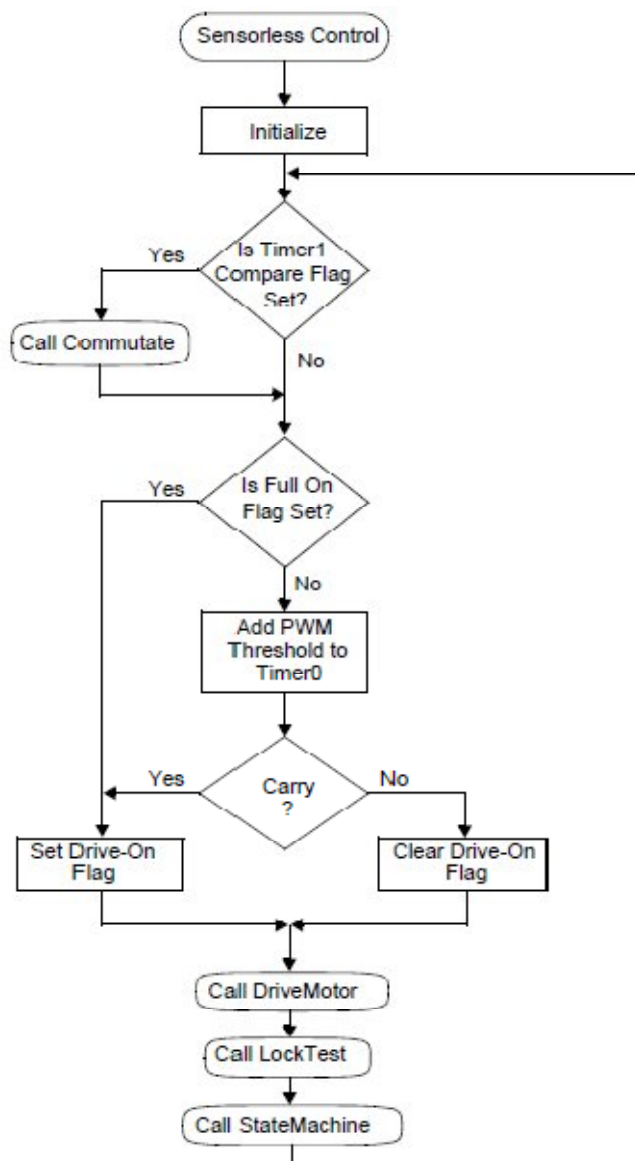 Sensorless Control
Initialize
Yes
Is Timer1
Compare Flag
Set?
Call Commutate
No
Yes
Is Full On
Flag Set?
No
Add PWM
Threshold to
Timer0
Yes
Carry
?
No
Set Drive-On
Flag
Clear Drive-On
Flag
Call DriveMotor
Call LockTest
Call StateMachine